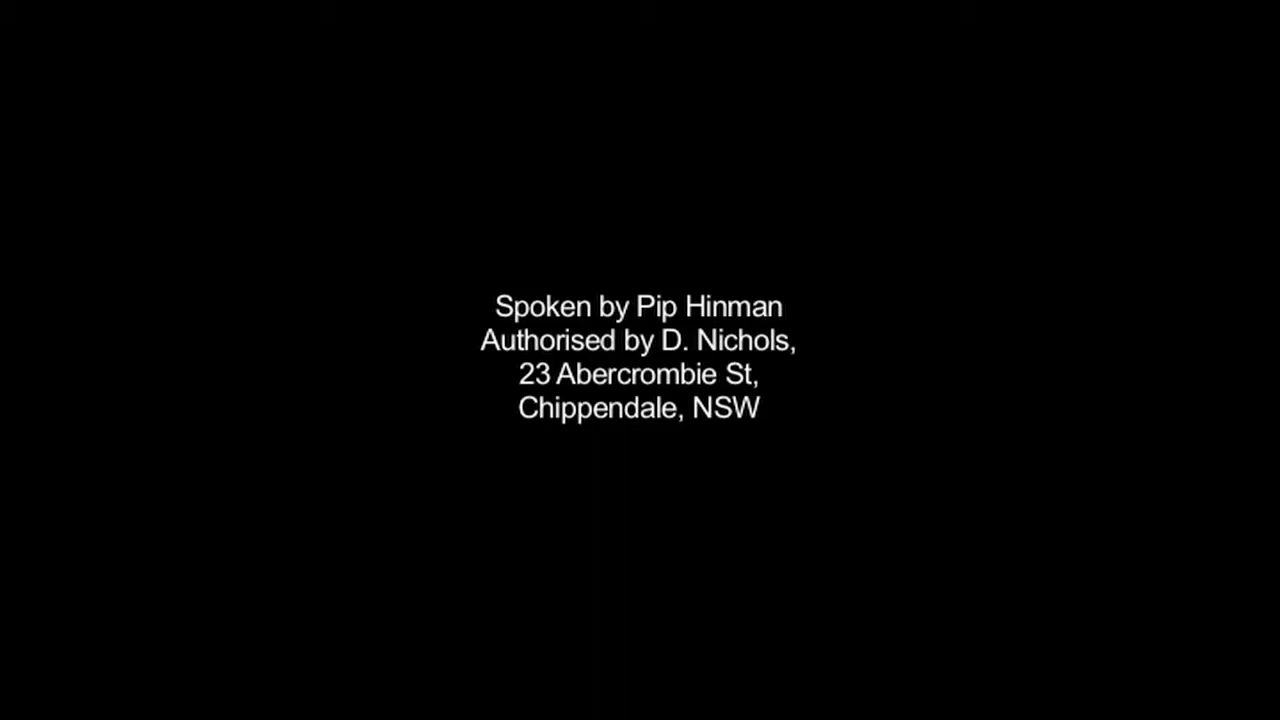 Spoken by Pip Hinman
Authorised by D. Nichols,
23 Abercrombie St,
Chippendale, NSW